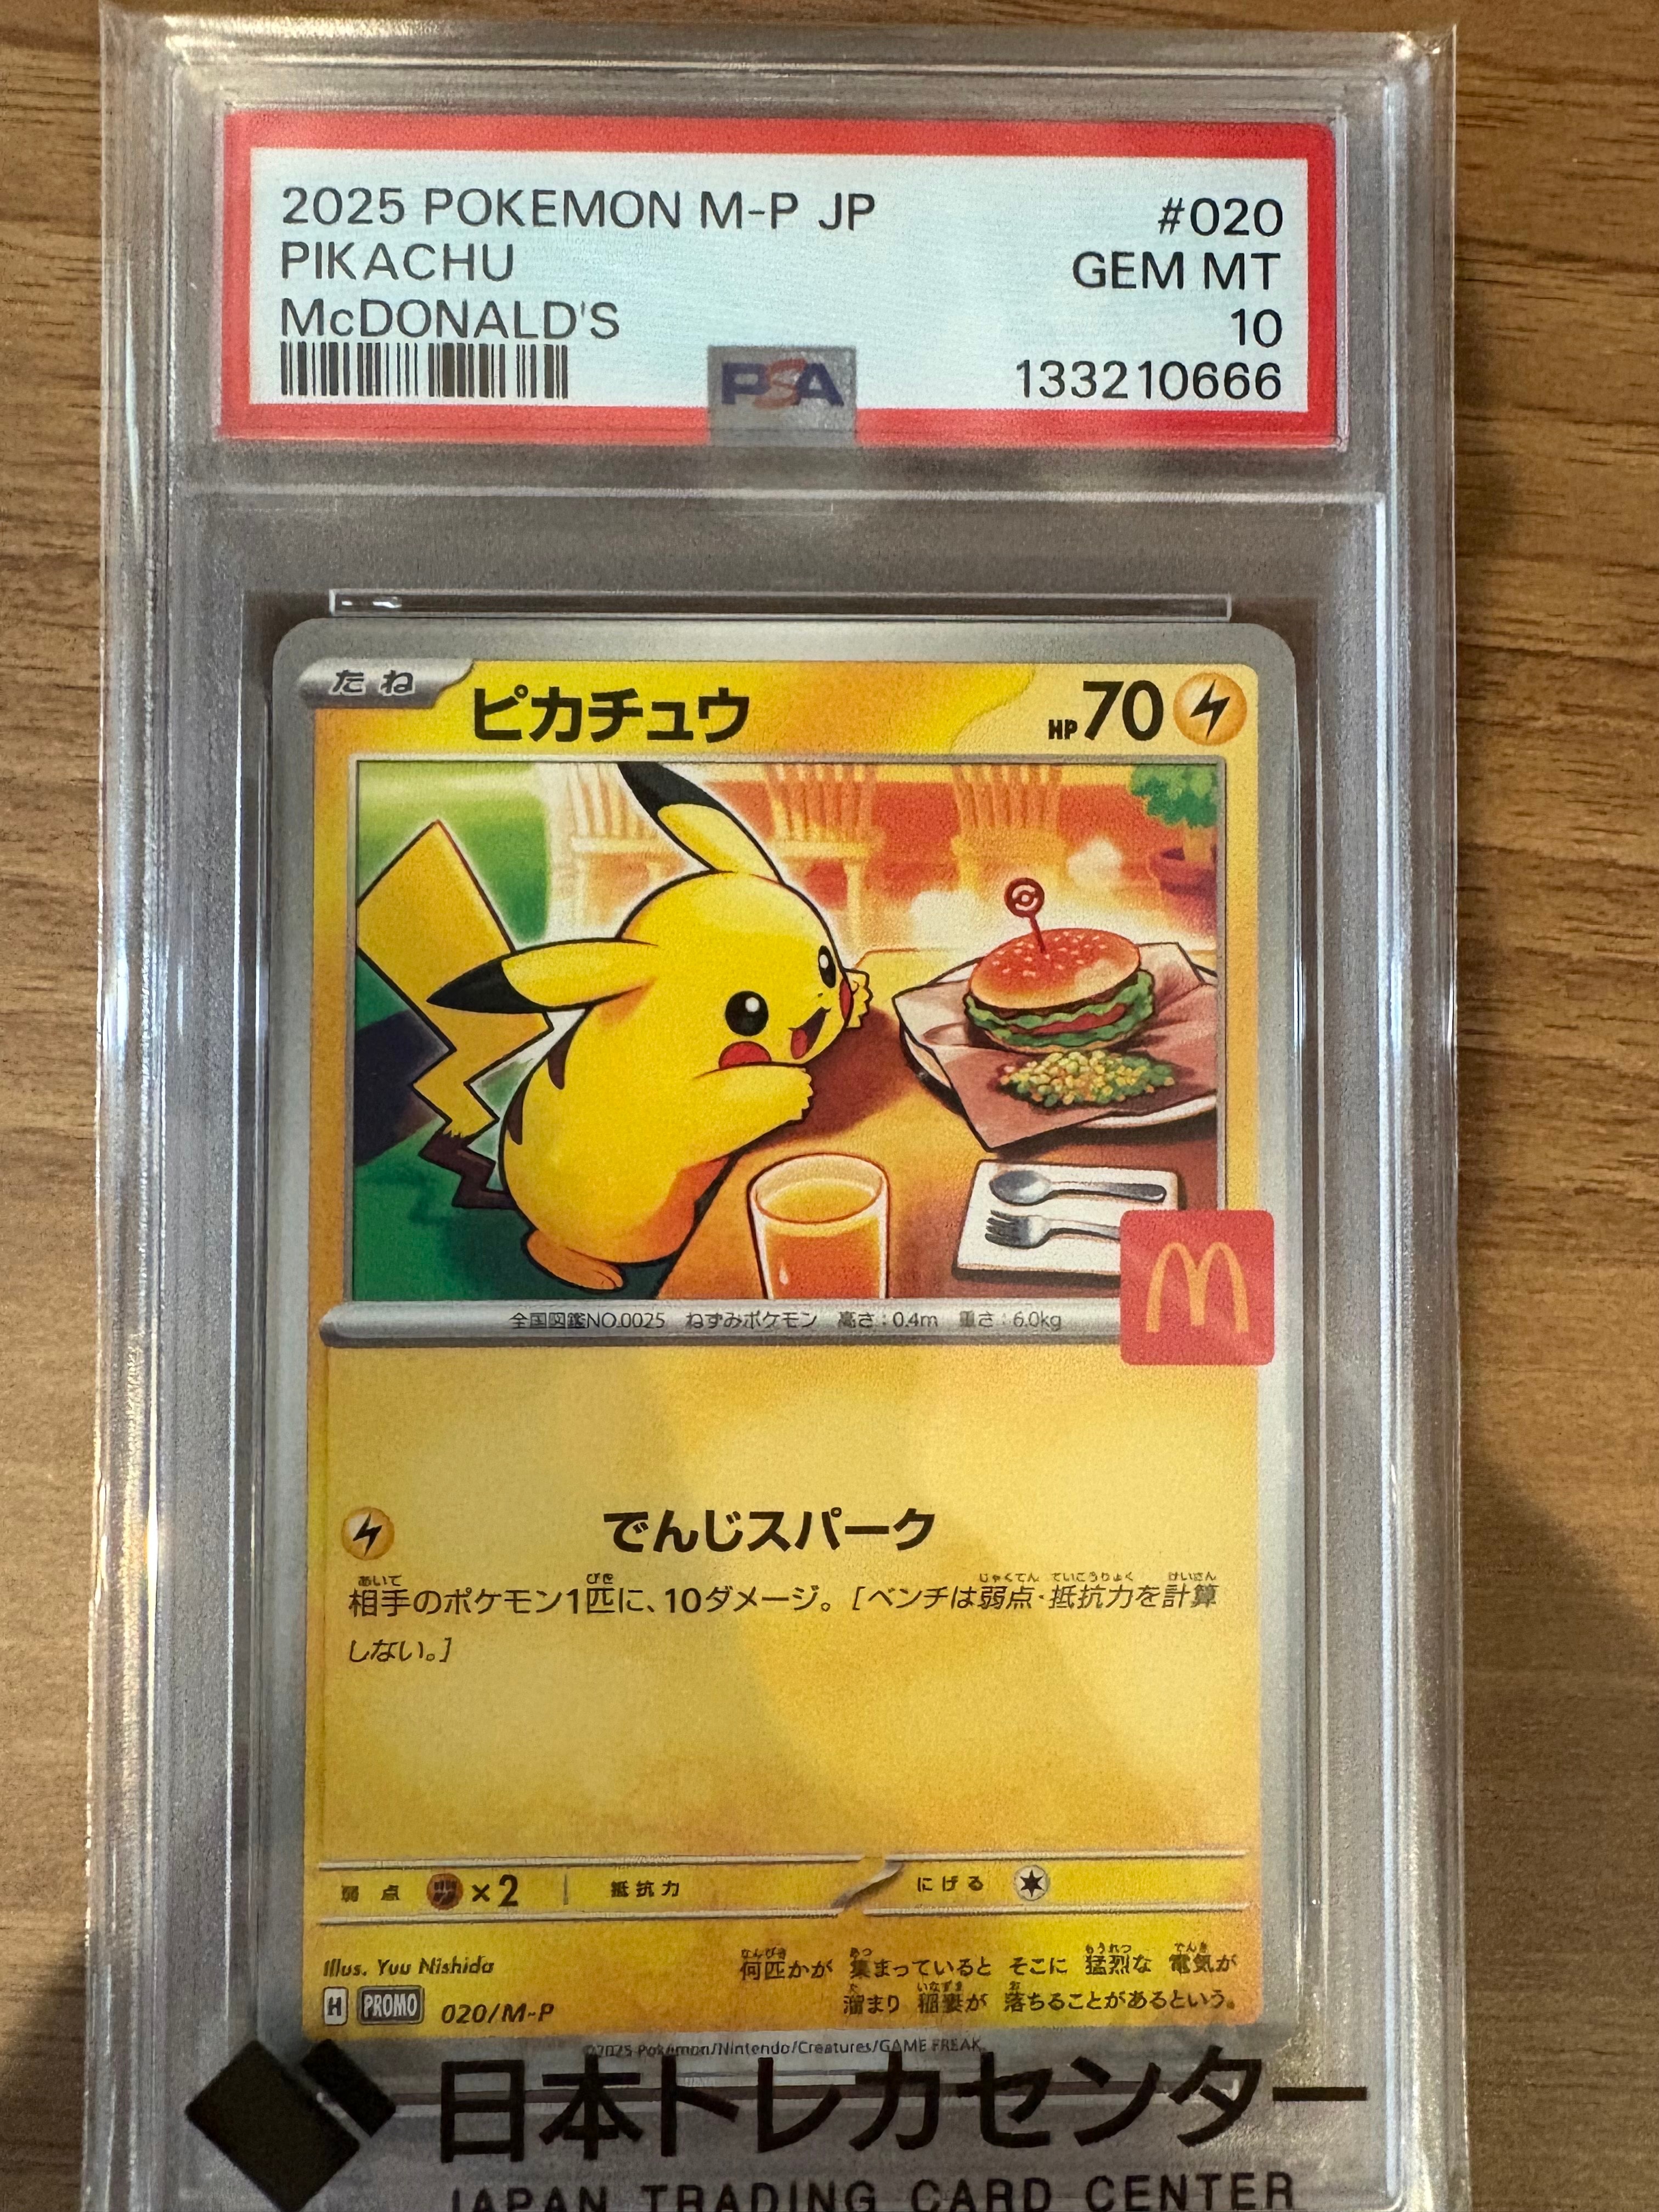 2025 POKEMON M-P JP #020
PIKACHU GEM MT
McDONALD'S 10
PSA 133210666
たね ピカチュウ HP70
全国図鑑NO.0025 ねずみポケモン 高さ:0.4m 重さ:6.0kg
でんじスパーク
相手のポケモン1匹に、10ダメージ。[ベンチは弱点・抵抗力を計算
しない。]
弱点 ×2 抵抗力 にげる
Illus. Yuu Nishida
何匹かが 集まっていると そこに 猛烈な 電気が
溜まり 稲妻が 落ちることがあるという。
H PROMO 020/M-P
©2025 Pokémon/Nintendo/Creatures/GAME FREAK.
日本トレカセンター
JAPAN TRADING CARD CENTER